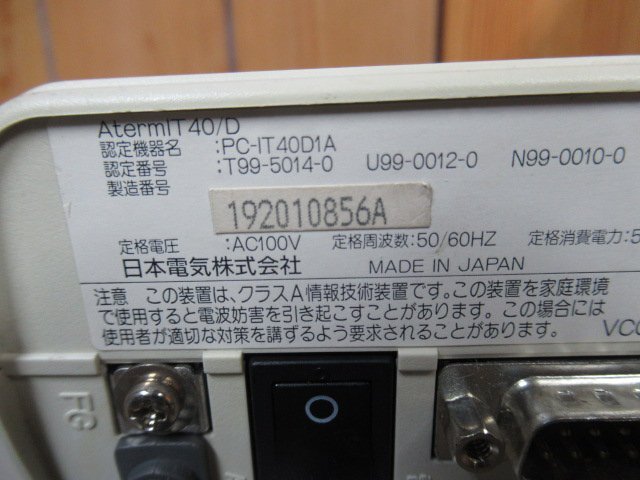 AtermIT40/D
認定機器名 :PC-IT40D1A
認定番号 :T99-5014-0 U99-0012-0 N99-0010-0
製造番号
192010856A
定格電圧 :AC100V 定格周波数:50/60HZ 定格消費電力:5
日本電気株式会社 MADE IN JAPAN
注意 この装置は、クラスA情報技術装置です。この装置を家庭環境
で使用すると電波妨害を引き起こすことがあります。この場合には
使用者が適切な対策を講ずるよう要求されることがあります。 VCC
FG